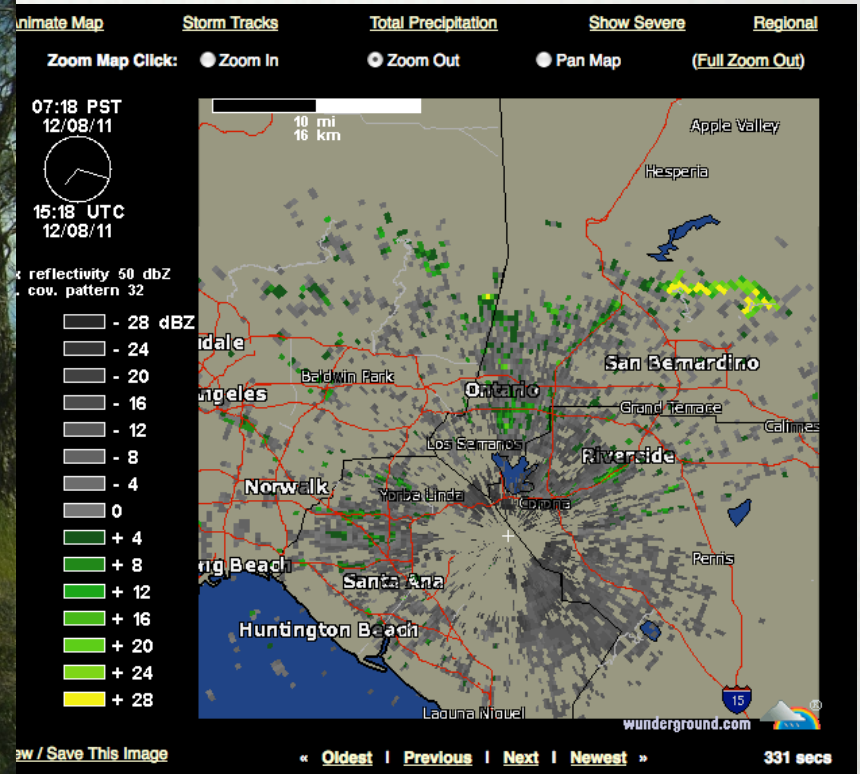 nimate Map Storm Tracks Total Precipitation Show Severe Regional
Zoom Map Click: Zoom In Zoom Out Pan Map (Full Zoom Out)
07:18 PST
12/08/11
15:18 UTC
12/08/11
x reflectivity 50 dbZ
. cov. pattern 32
- 28 dBZ
- 24
- 20
- 16
- 12
- 8
- 4
0
+ 4
+ 8
+ 12
+ 16
+ 20
+ 24
+ 28
10 mi
16 km
Apple Valley
Hesperia
idale
San Bernardino
Baldwin Park
ngeles
Ontario
Grand Terrace
Calimes
Los Serranos
Riverside
Norwalk
Yorba Linda
Corona
ng Beach
Perris
Santa Ana
Huntington Beach
Laguna Niguel
15
wunderground.com
®
ew / Save This Image « Oldest | Previous | Next | Newest » 331 secs